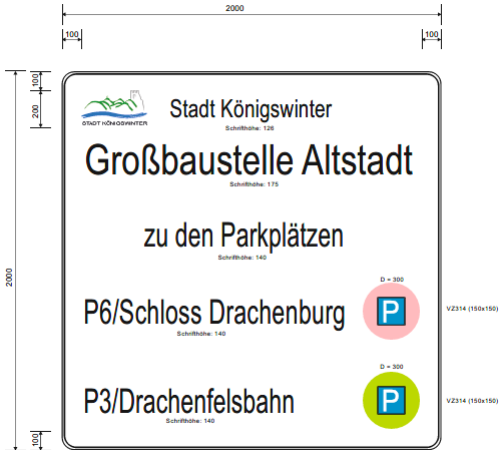 2000
100
100
100
200
2000
100
STADT KÖNIGSWINTER
Stadt Königswinter
Schrifthöhe: 126
Großbaustelle Altstadt
Schrifthöhe: 175
zu den Parkplätzen
Schrifthöhe: 140
D = 300
P6/Schloss Drachenburg
P
VZ314 (150x150)
Schrifthöhe: 140
D = 300
P3/Drachenfelsbahn
P
VZ314 (150x150)
Schrifthöhe: 140